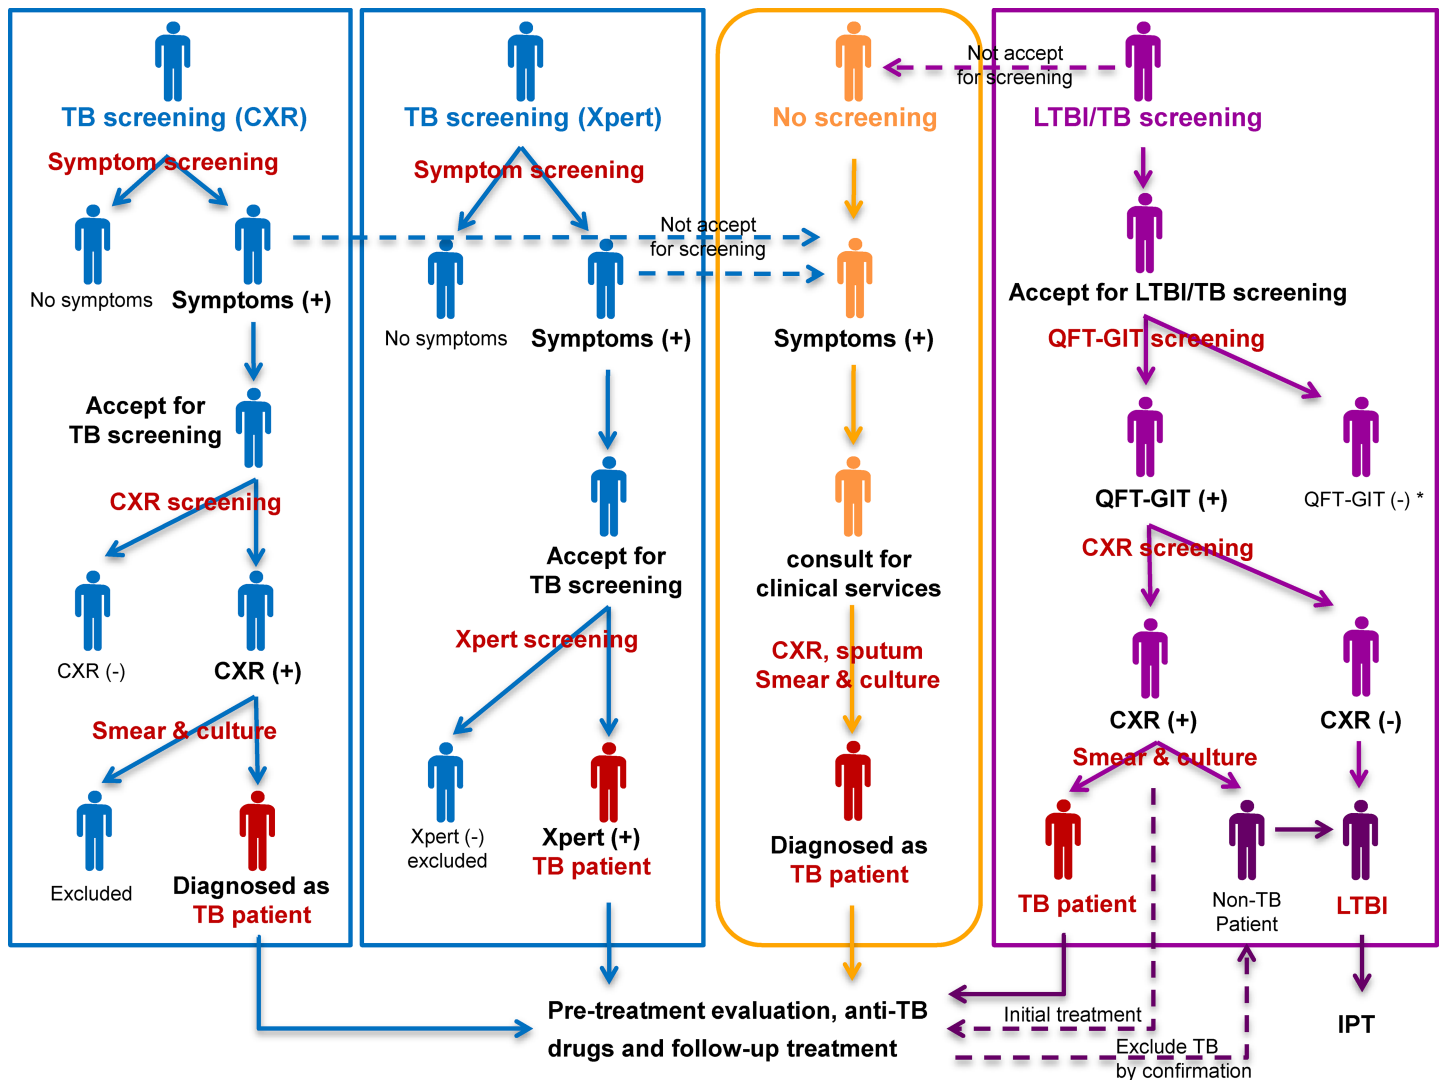 TB screening (CXR)
Symptom screening
No symptoms
Symptoms (+)
Accept for
TB screening
CXR screening
CXR (-)
CXR (+)
Smear & culture
Excluded
Diagnosed as
TB patient
TB screening (Xpert)
Symptom screening
No symptoms
Symptoms (+)
Accept for
TB screening
Xpert screening
Xpert (-)
excluded
Xpert (+)
TB patient
Not accept
for screening
No screening
Symptoms (+)
consult for
clinical services
CXR, sputum
Smear & culture
Diagnosed as
TB patient
Not accept
for screening
LTBI/TB screening
Accept for LTBI/TB screening
QFT-GIT screening
QFT-GIT (+)
QFT-GIT (-) *
CXR screening
CXR (+)
CXR (-)
Smear & culture
TB patient
Non-TB
Patient
LTBI
Pre-treatment evaluation, anti-TB
drugs and follow-up treatment
Initial treatment
Exclude TB
by confirmation
IPT